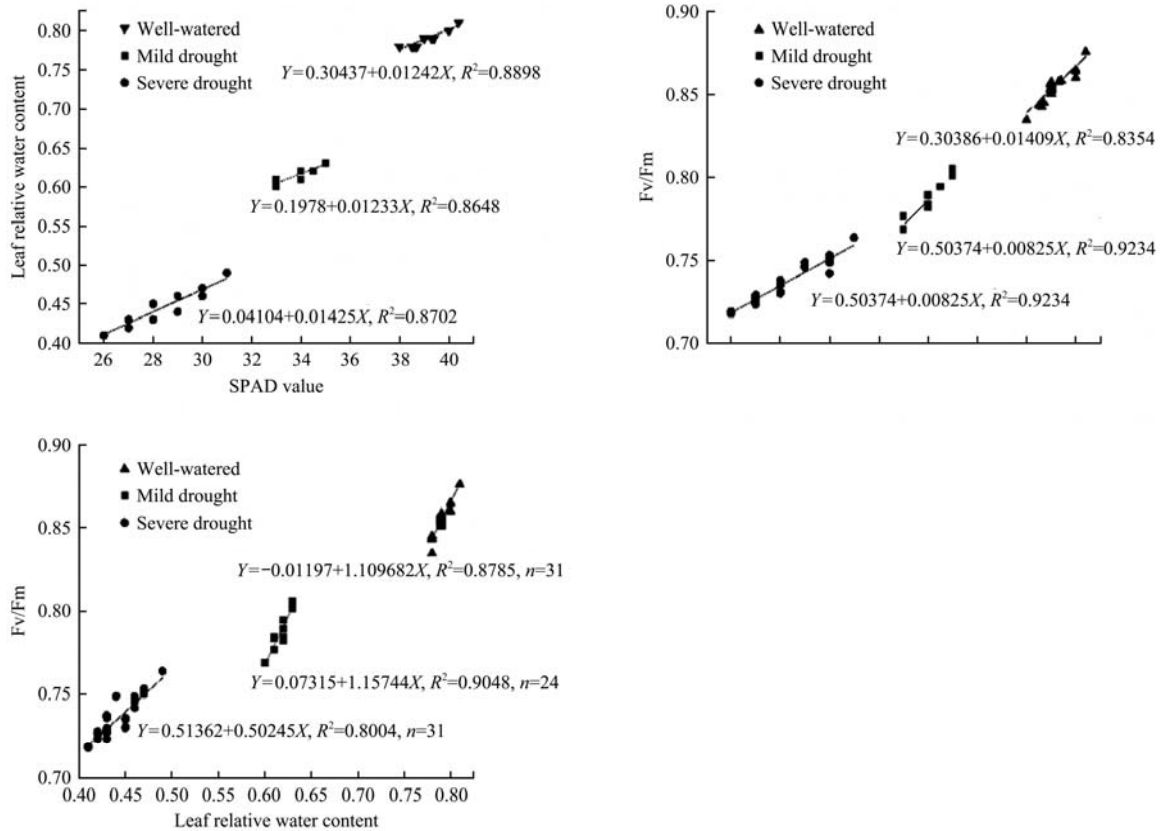 0.80
0.75
0.70
0.65
0.60
0.55
0.50
0.45
0.40
Leaf relative water content
Well-watered
Mild drought
Severe drought
Y=0.30437+0.01242X, R²=0.8898
Y=0.1978+0.01233X, R²=0.8648
Y=0.04104+0.01425X, R²=0.8702
26 28 30 32 34 36 38 40
SPAD value
0.90
0.85
0.80
0.75
0.70
Fv/Fm
Well-watered
Mild drought
Severe drought
Y=0.30386+0.01409X, R²=0.8354
Y=0.50374+0.00825X, R²=0.9234
Y=0.50374+0.00825X, R²=0.9234
0.90
0.85
0.80
0.75
0.70
Fv/Fm
Well-watered
Mild drought
Severe drought
Y=−0.01197+1.109682X, R²=0.8785, n=31
Y=0.07315+1.15744X, R²=0.9048, n=24
Y=0.51362+0.50245X, R²=0.8004, n=31
0.40 0.45 0.50 0.55 0.60 0.65 0.70 0.75 0.80
Leaf relative water content